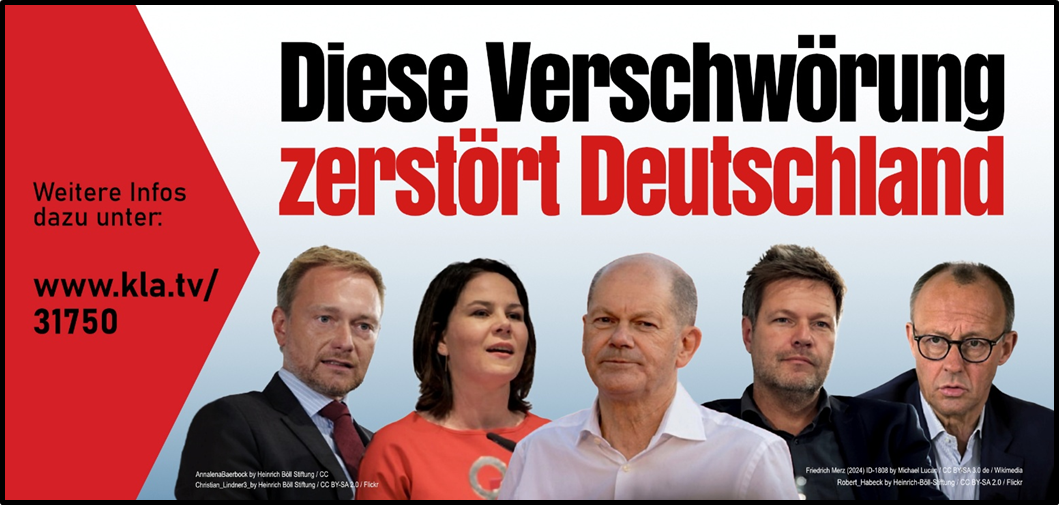 Diese Verschwörung
zerstört Deutschland
Weitere Infos
dazu unter:
www.kla.tv/
31750
AnnalenaBaerbock by Heinrich Böll Stiftung / CC
Christian_Lindner3_by Heinrich Böll Stiftung / CC BY-SA 2.0 / Flickr
Friedrich Merz (2024) ID-1808 by Michael Lucan / CC BY-SA 3.0 de / Wikimedia
Robert_Habeck by Heinrich-Böll-Stiftung / CC BY-SA 2.0 / Flickr